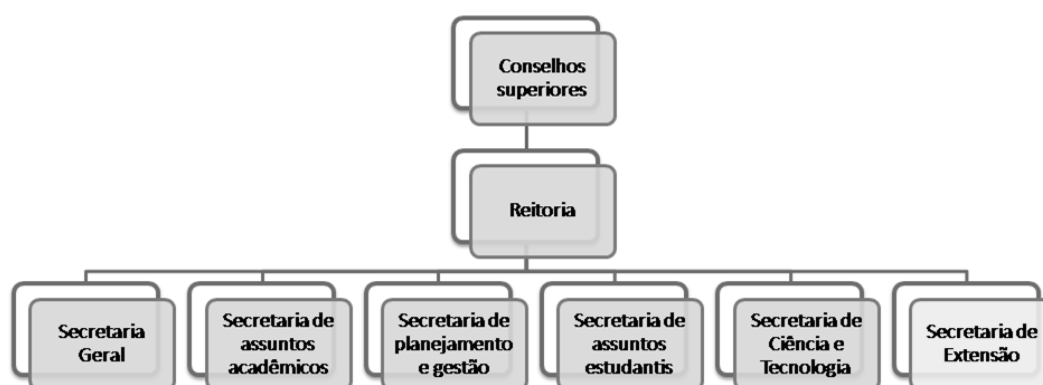 Conselhos
superiores
Reitoria
Secretaria
Geral
Secretaria de
assuntos
acadêmicos
Secretaria de
planejamento
e gestão
Secretaria de
assuntos
estudantis
Secretaria de
Ciência e
Tecnologia
Secretaria de
Extensão